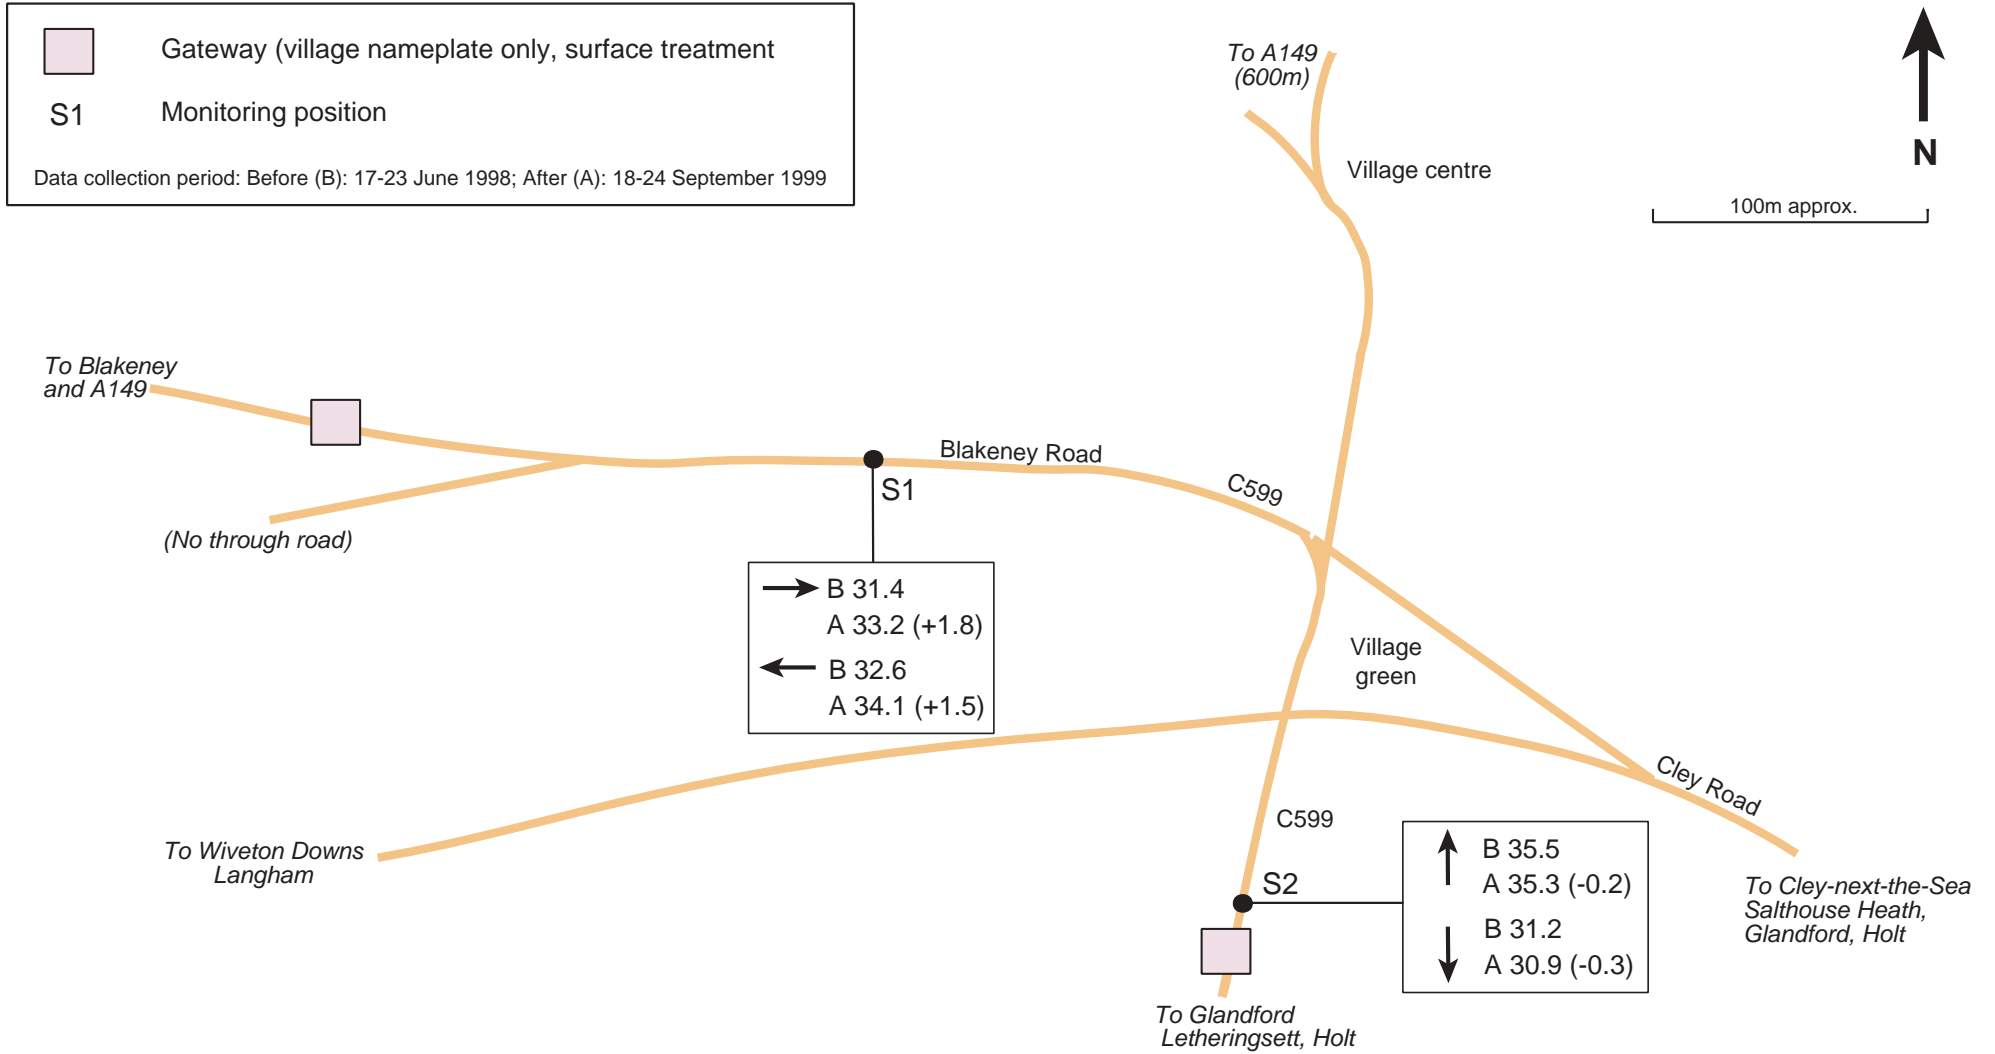 Gateway (village nameplate only, surface treatment
S1 Monitoring position
Data collection period: Before (B): 17-23 June 1998; After (A): 18-24 September 1999
To A149
(600m)
Village centre
N
100m approx.
To Blakeney
and A149
Blakeney Road
S1
C599
(No through road)
B 31.4
A 33.2 (+1.8)
B 32.6
A 34.1 (+1.5)
Village
green
Cley Road
To Wiveton Downs
Langham
C599
S2
B 35.5
A 35.3 (-0.2)
B 31.2
A 30.9 (-0.3)
To Cley-next-the-Sea
Salthouse Heath,
Glandford, Holt
To Glandford
Letheringsett, Holt